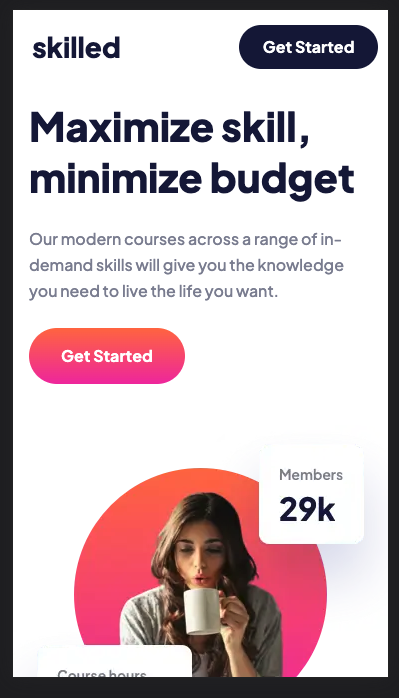 skilled
Get Started
Maximize skill,
minimize budget
Our modern courses across a range of in-
demand skills will give you the knowledge
you need to live the life you want.
Get Started
Members
29k
Course hours